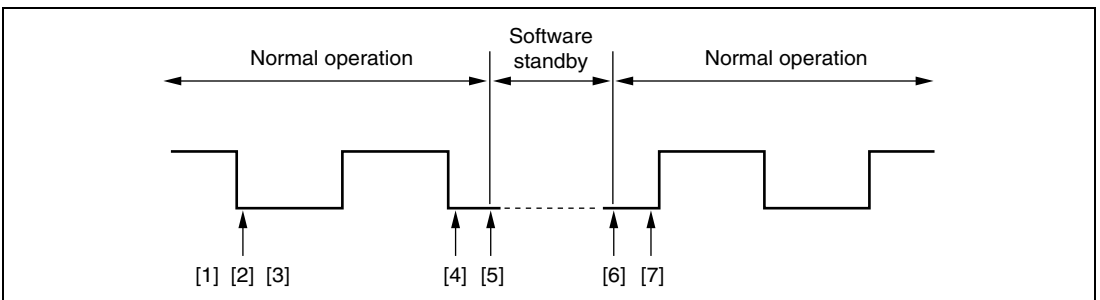 Software
standby
Normal operation
Normal operation
[1] [2] [3]
[4] [5]
[6] [7]